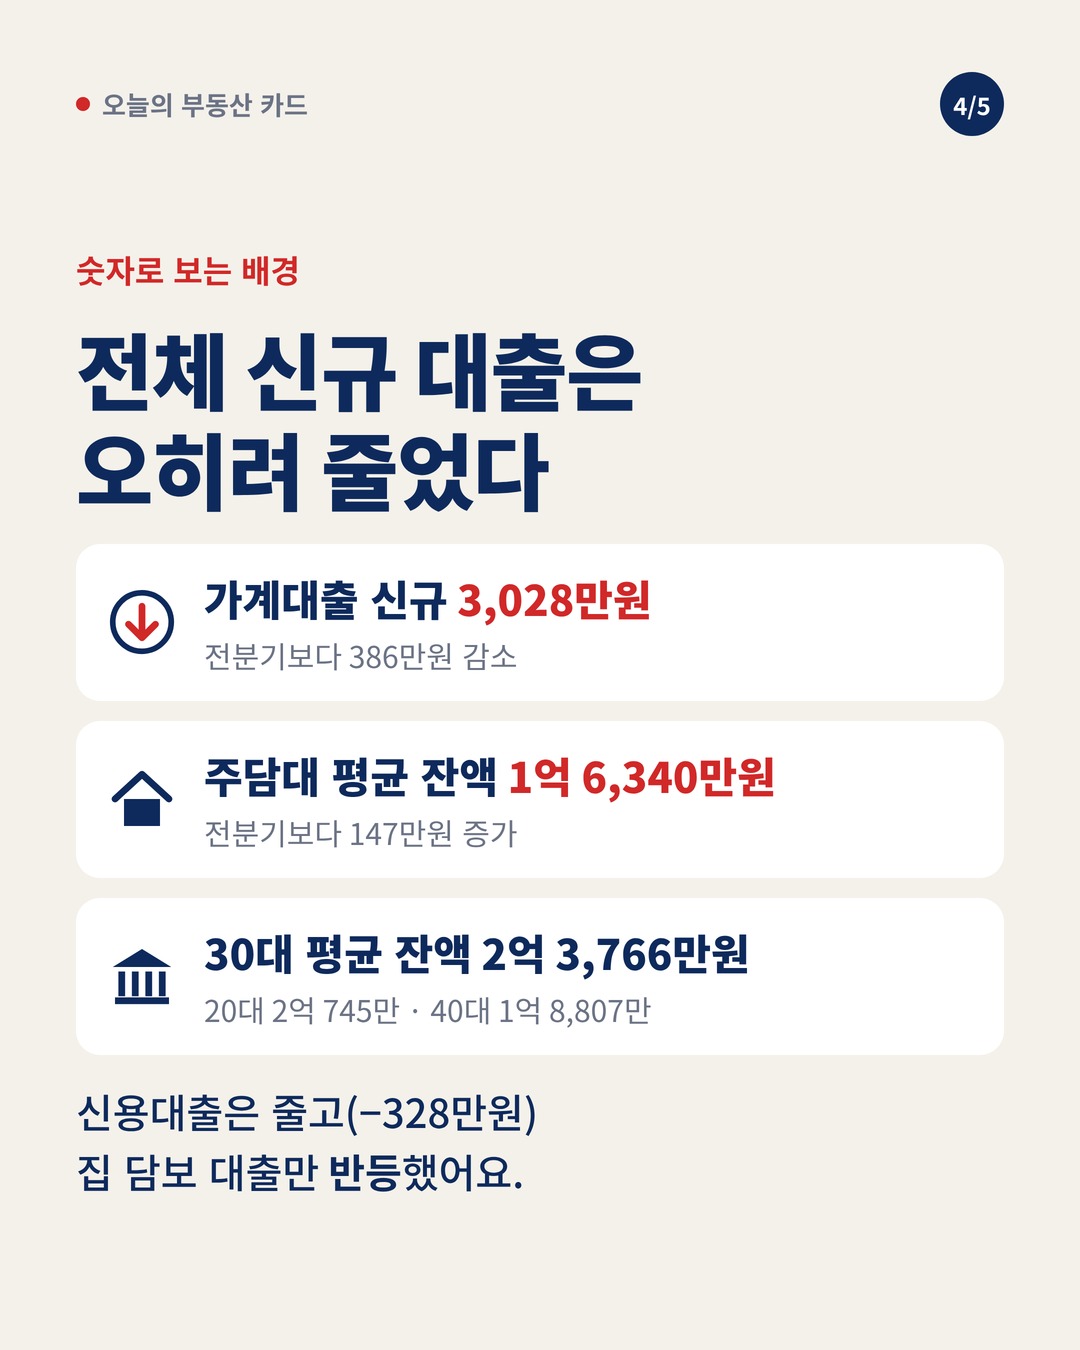 오늘의 부동산 카드
4/5
숫자로 보는 배경
전체 신규 대출은
오히려 줄었다
가계대출 신규 3,028만원
전분기보다 386만원 감소
주담대 평균 잔액 1억 6,340만원
전분기보다 147만원 증가
30대 평균 잔액 2억 3,766만원
20대 2억 745만 · 40대 1억 8,807만
신용대출은 줄고(−328만원)
집 담보 대출만 반등했어요.